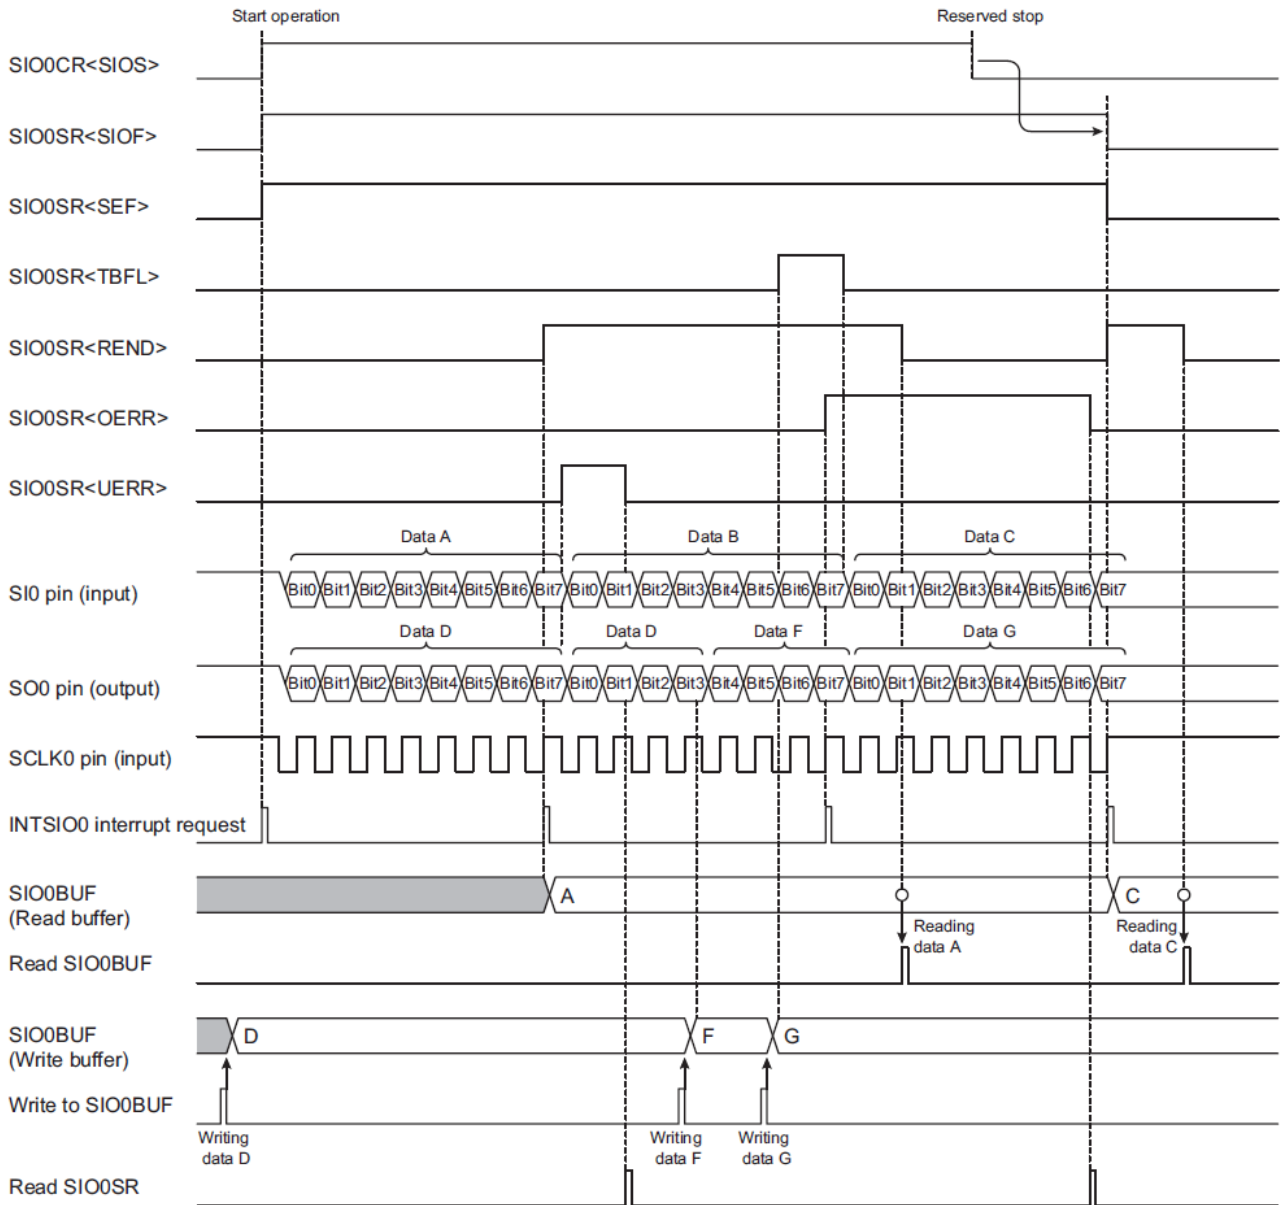 Start operation
Reserved stop
SIO0CR<SIOS>
SIO0SR<SIOF>
SIO0SR<SEF>
SIO0SR<TBFL>
SIO0SR<REND>
SIO0SR<OERR>
SIO0SR<UERR>
Data A Data B Data C
SI0 pin (input)
Bit0 Bit1 Bit2 Bit3 Bit4 Bit5 Bit6 Bit7 Bit0 Bit1 Bit2 Bit3 Bit4 Bit5 Bit6 Bit7 Bit0 Bit1 Bit2 Bit3 Bit4 Bit5 Bit6 Bit7
Data D Data D Data F Data G
SO0 pin (output)
Bit0 Bit1 Bit2 Bit3 Bit4 Bit5 Bit6 Bit7 Bit0 Bit1 Bit2 Bit3 Bit4 Bit5 Bit6 Bit7 Bit0 Bit1 Bit2 Bit3 Bit4 Bit5 Bit6 Bit7
SCLK0 pin (input)
INTSIO0 interrupt request
SIO0BUF
(Read buffer)
A
C
Reading
data A
Reading
data C
Read SIO0BUF
SIO0BUF
(Write buffer)
D
F
G
Write to SIO0BUF
Writing
data D
Writing
data F
Writing
data G
Read SIO0SR